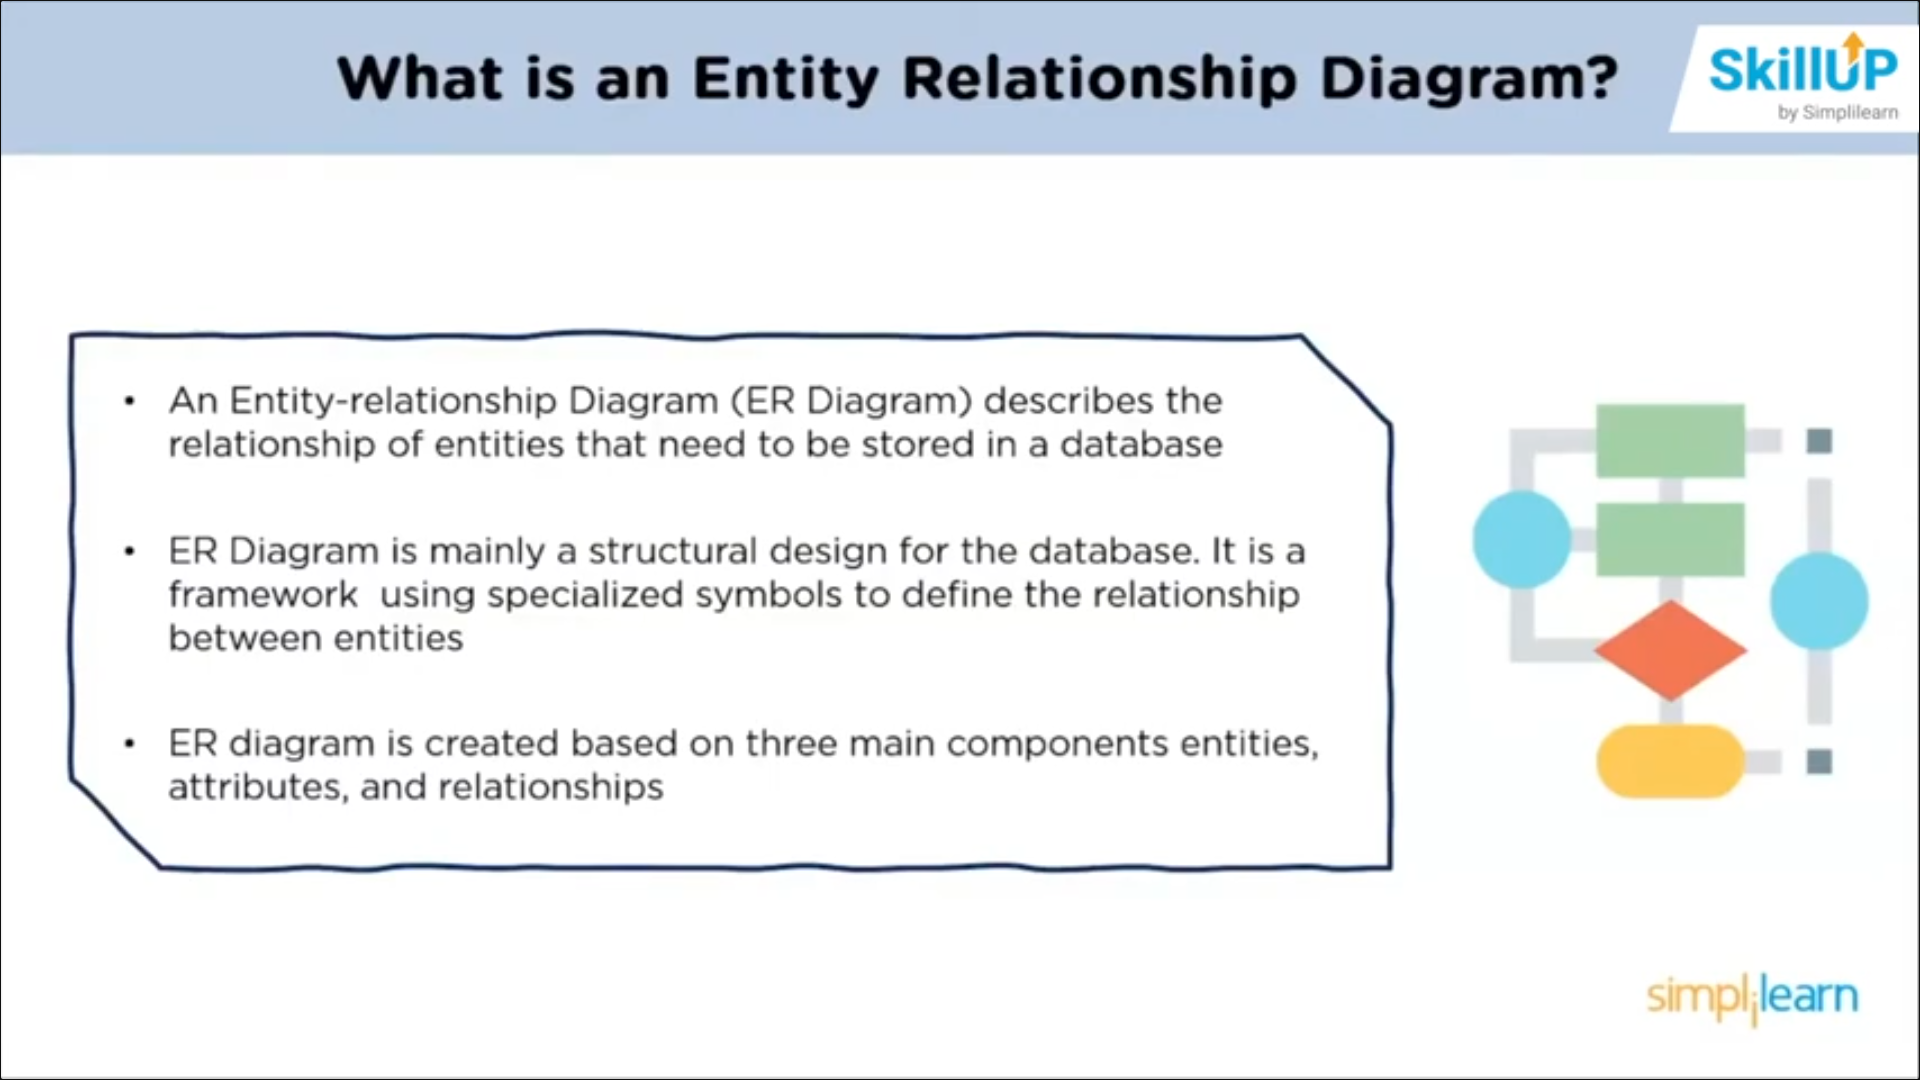 What is an Entity Relationship Diagram?
SkillUP
by Simplilearn
• An Entity-relationship Diagram (ER Diagram) describes the
relationship of entities that need to be stored in a database
• ER Diagram is mainly a structural design for the database. It is a
framework  using specialized symbols to define the relationship
between entities
• ER diagram is created based on three main components entities,
attributes, and relationships
simplilearn